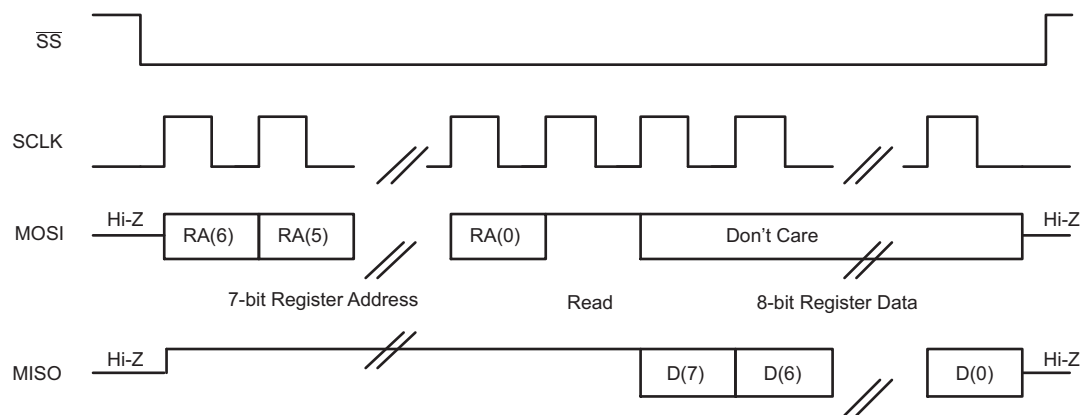 SS
SCLK
MOSI Hi-Z RA(6) RA(5) RA(0) Don't Care Hi-Z
7-bit Register Address Read 8-bit Register Data
MISO Hi-Z D(7) D(6) D(0) Hi-Z